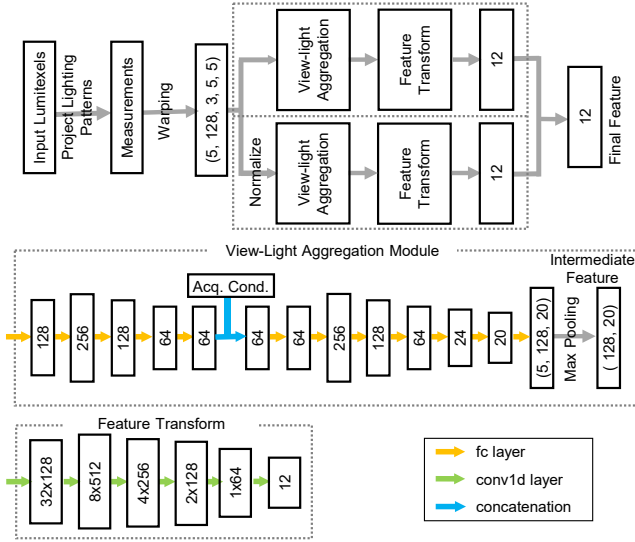 Input Lumitexels
Project Lighting
Patterns
Measurements
Warping
(5, 128, 3, 5, 5)
View-light
Aggregation
Feature
Transform
12
Normalize
View-light
Aggregation
Feature
Transform
12
12
Final Feature
View-Light Aggregation Module
Intermediate
Feature
Acq. Cond.
128
256
128
64
64
64
64
256
128
64
24
20
(5, 128, 20)
Max Pooling
( 128, 20)
Feature Transform
32x128
8x512
4x256
2x128
1x64
12
fc layer
conv1d layer
concatenation